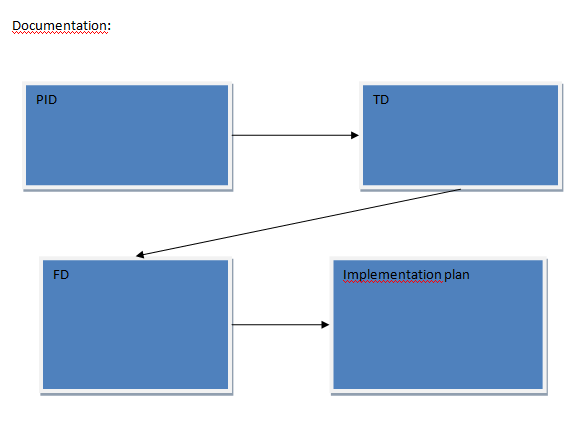 Documentation:
PID
TD
FD
Implementation plan